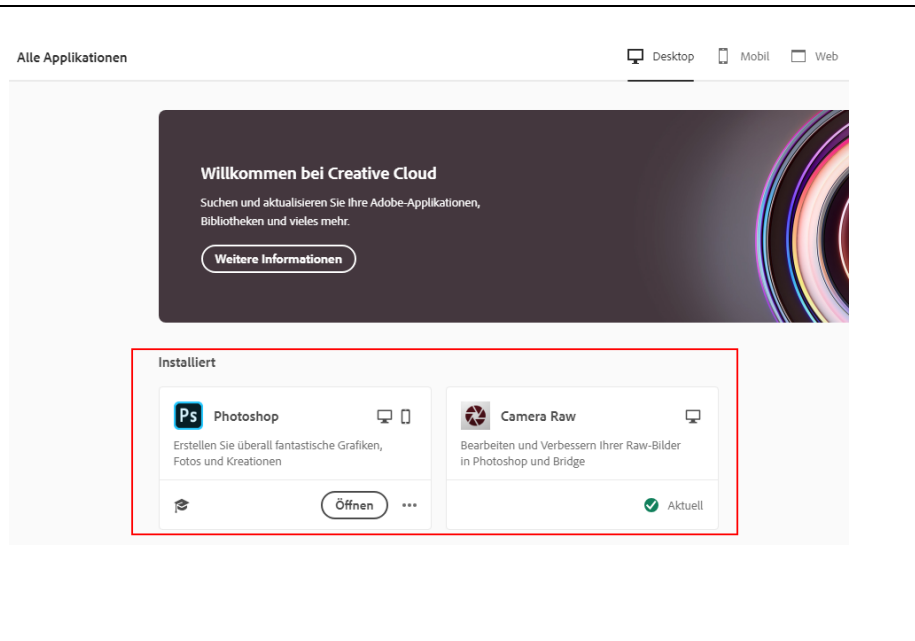 Alle Applikationen
Desktop
Mobil
Web
Willkommen bei Creative Cloud
Suchen und aktualisieren Sie Ihre Adobe-Applikationen,
Bibliotheken und vieles mehr.
Weitere Informationen
Installiert
Ps Photoshop
Erstellen Sie überall fantastische Grafiken,
Fotos und Kreationen
Öffnen
Camera Raw
Bearbeiten und Verbessern Ihrer Raw-Bilder
in Photoshop und Bridge
Aktuell